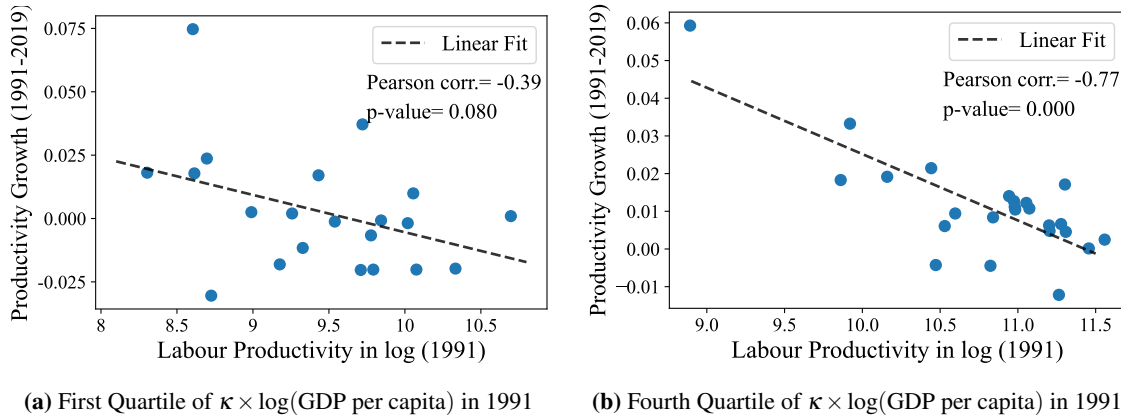 0.075
0.050
0.025
0.000
-0.025
8
8.5
9
9.5
10
10.5
Productivity Growth (1991-2019)
Labour Productivity in log (1991)
Linear Fit
Pearson corr.= -0.39
p-value= 0.080
(a) First Quartile of κ × log(GDP per capita) in 1991
0.06
0.05
0.04
0.03
0.02
0.01
0.00
−0.01
9.0
9.5
10.0
10.5
11.0
11.5
Productivity Growth (1991-2019)
Labour Productivity in log (1991)
Linear Fit
Pearson corr.= -0.77
p-value= 0.000
(b) Fourth Quartile of κ × log(GDP per capita) in 1991